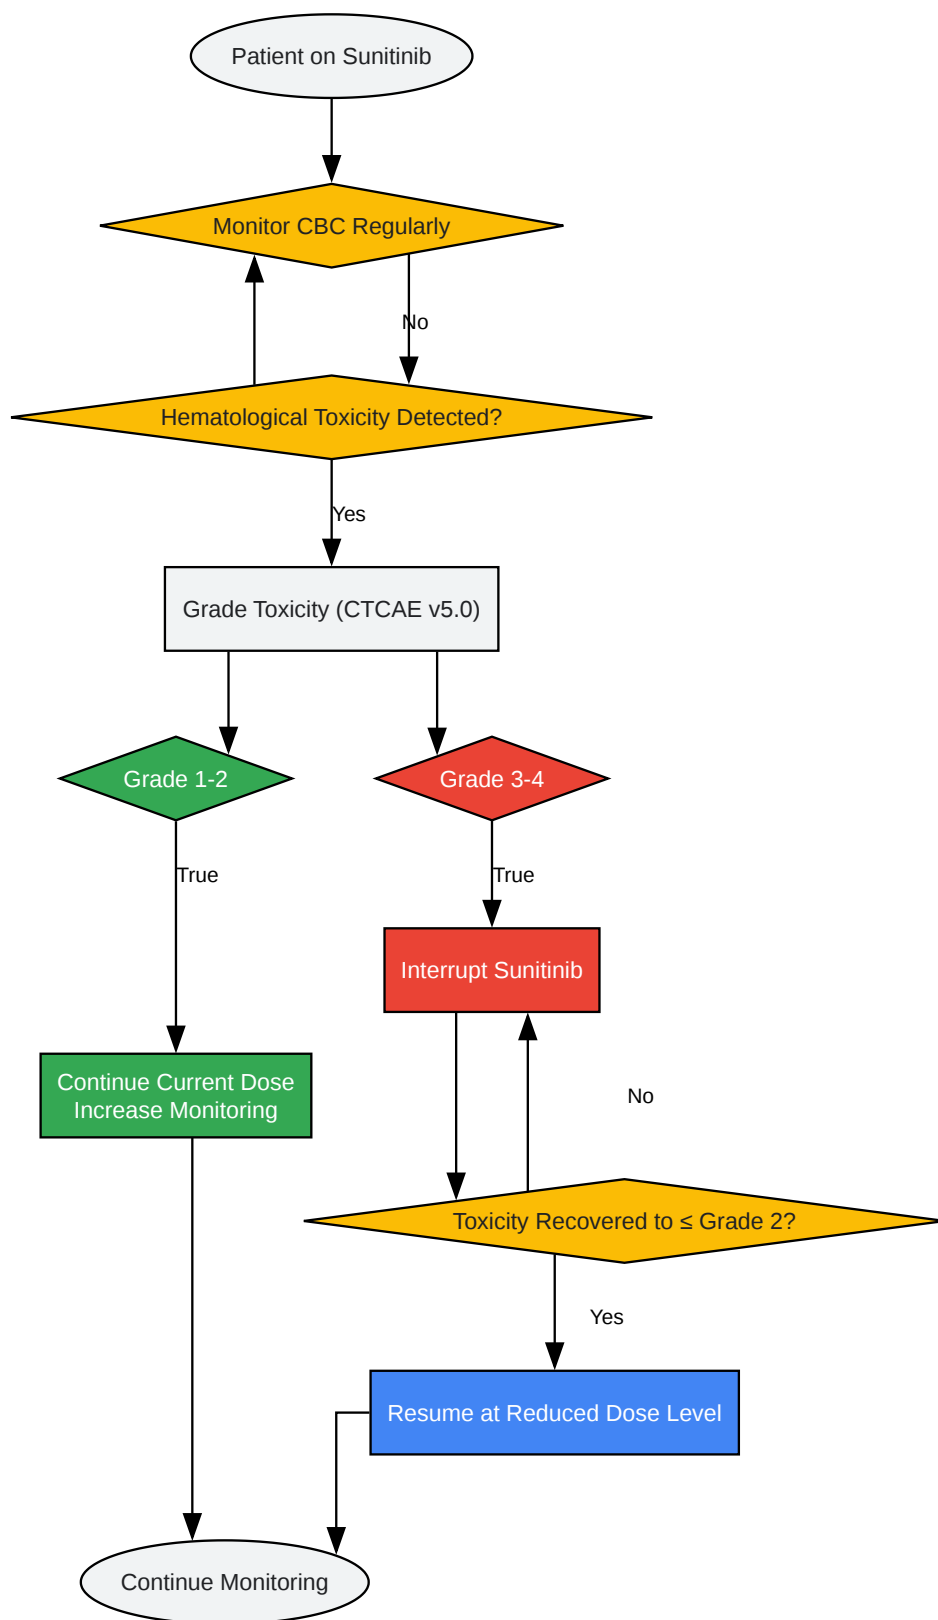 Patient on Sunitinib
Monitor CBC Regularly
No
Hematological Toxicity Detected?
Yes
Grade Toxicity (CTCAE v5.0)
Grade 1-2
Grade 3-4
True
True
Interrupt Sunitinib
Continue Current Dose
Increase Monitoring
No
Toxicity Recovered to ≤ Grade 2?
Yes
Resume at Reduced Dose Level
Continue Monitoring